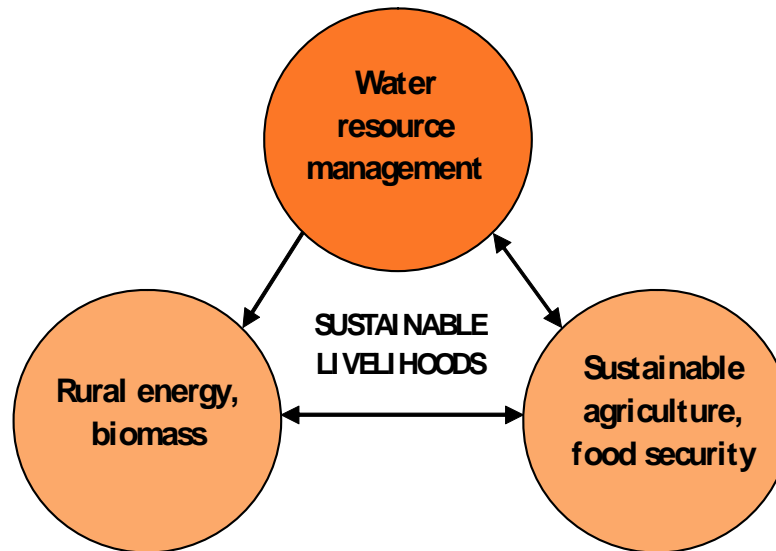 Water
resource
management
SUSTAINABLE
LIVELIHOODS
Rural energy,
biomass
Sustainable
agriculture,
food security